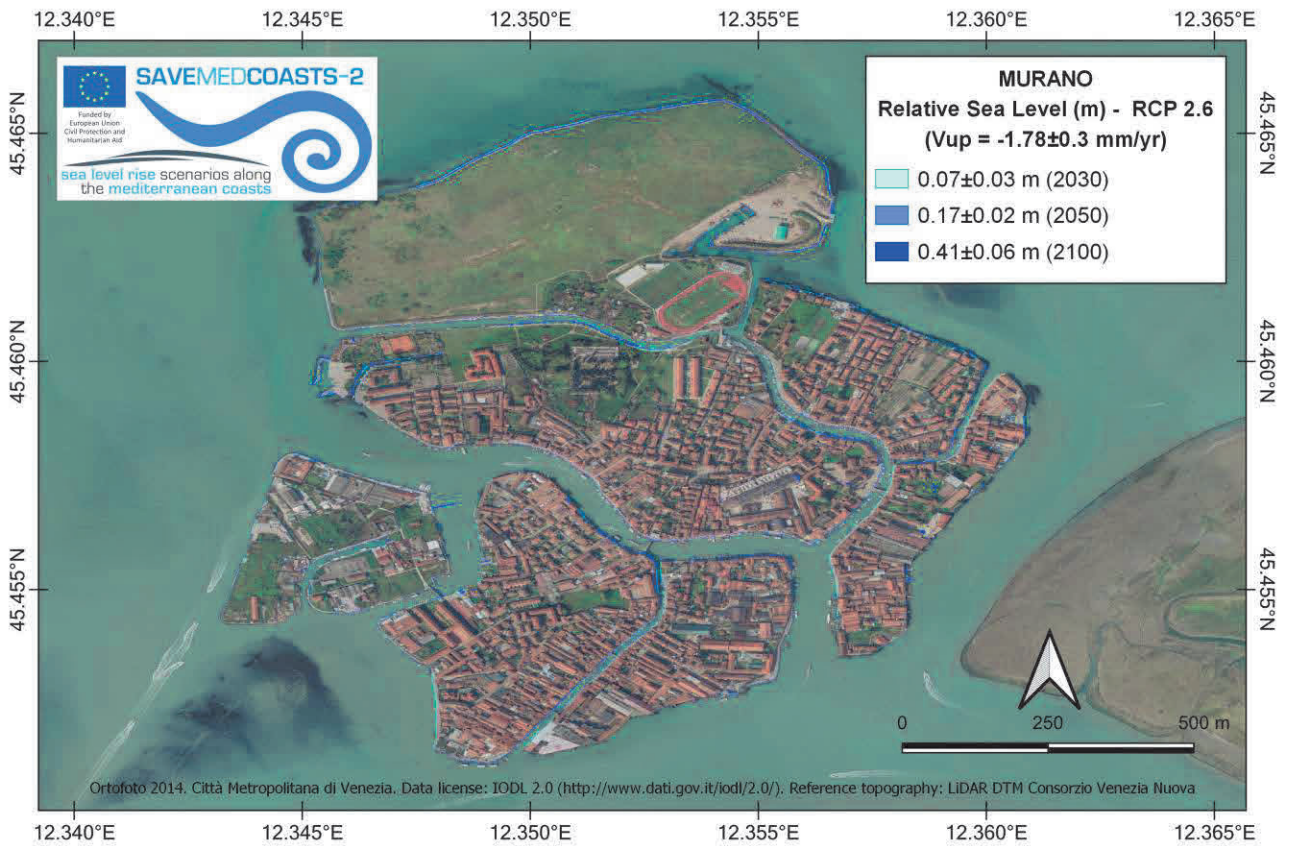 12.340°E 12.345°E 12.350°E 12.355°E 12.360°E 12.365°E
SAVEMEDCOASTS-2
Funded by
European Union
Civil Protection and
Humanitarian Aid
sea level rise scenarios along
the mediterranean coasts
MURANO
Relative Sea Level (m) - RCP 2.6
(Vup = -1.78±0.3 mm/yr)
0.07±0.03 m (2030)
0.17±0.02 m (2050)
0.41±0.06 m (2100)
45.465°N
45.460°N
45.455°N
45.465°N
45.460°N
45.455°N
0 250 500 m
Ortofoto 2014. Città Metropolitana di Venezia. Data license: IODL 2.0 (http://www.dati.gov.it/iodl/2.0/). Reference topography: LiDAR DTM Consorzio Venezia Nuova
12.340°E 12.345°E 12.350°E 12.355°E 12.360°E 12.365°E